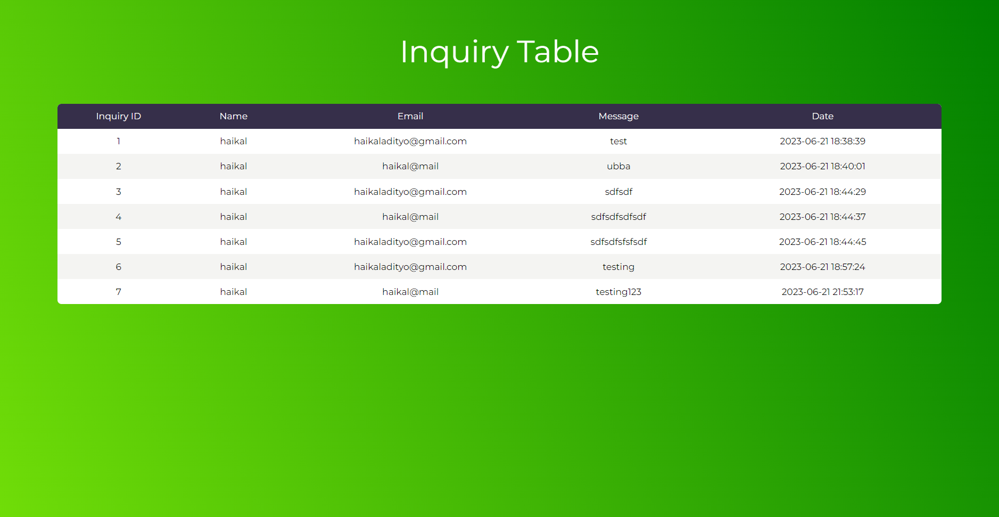 Inquiry Table
Inquiry ID Name Email Message Date
1 haikal haikaladityo@gmail.com test 2023-06-21 18:38:39
2 haikal haikal@mail ubba 2023-06-21 18:40:01
3 haikal haikaladityo@gmail.com sdfsdf 2023-06-21 18:44:29
4 haikal haikal@mail sdfsdfsdfsdf 2023-06-21 18:44:37
5 haikal haikaladityo@gmail.com sdfsdfsfsfsdf 2023-06-21 18:44:45
6 haikal haikaladityo@gmail.com testing 2023-06-21 18:57:24
7 haikal haikal@mail testing123 2023-06-21 21:53:17